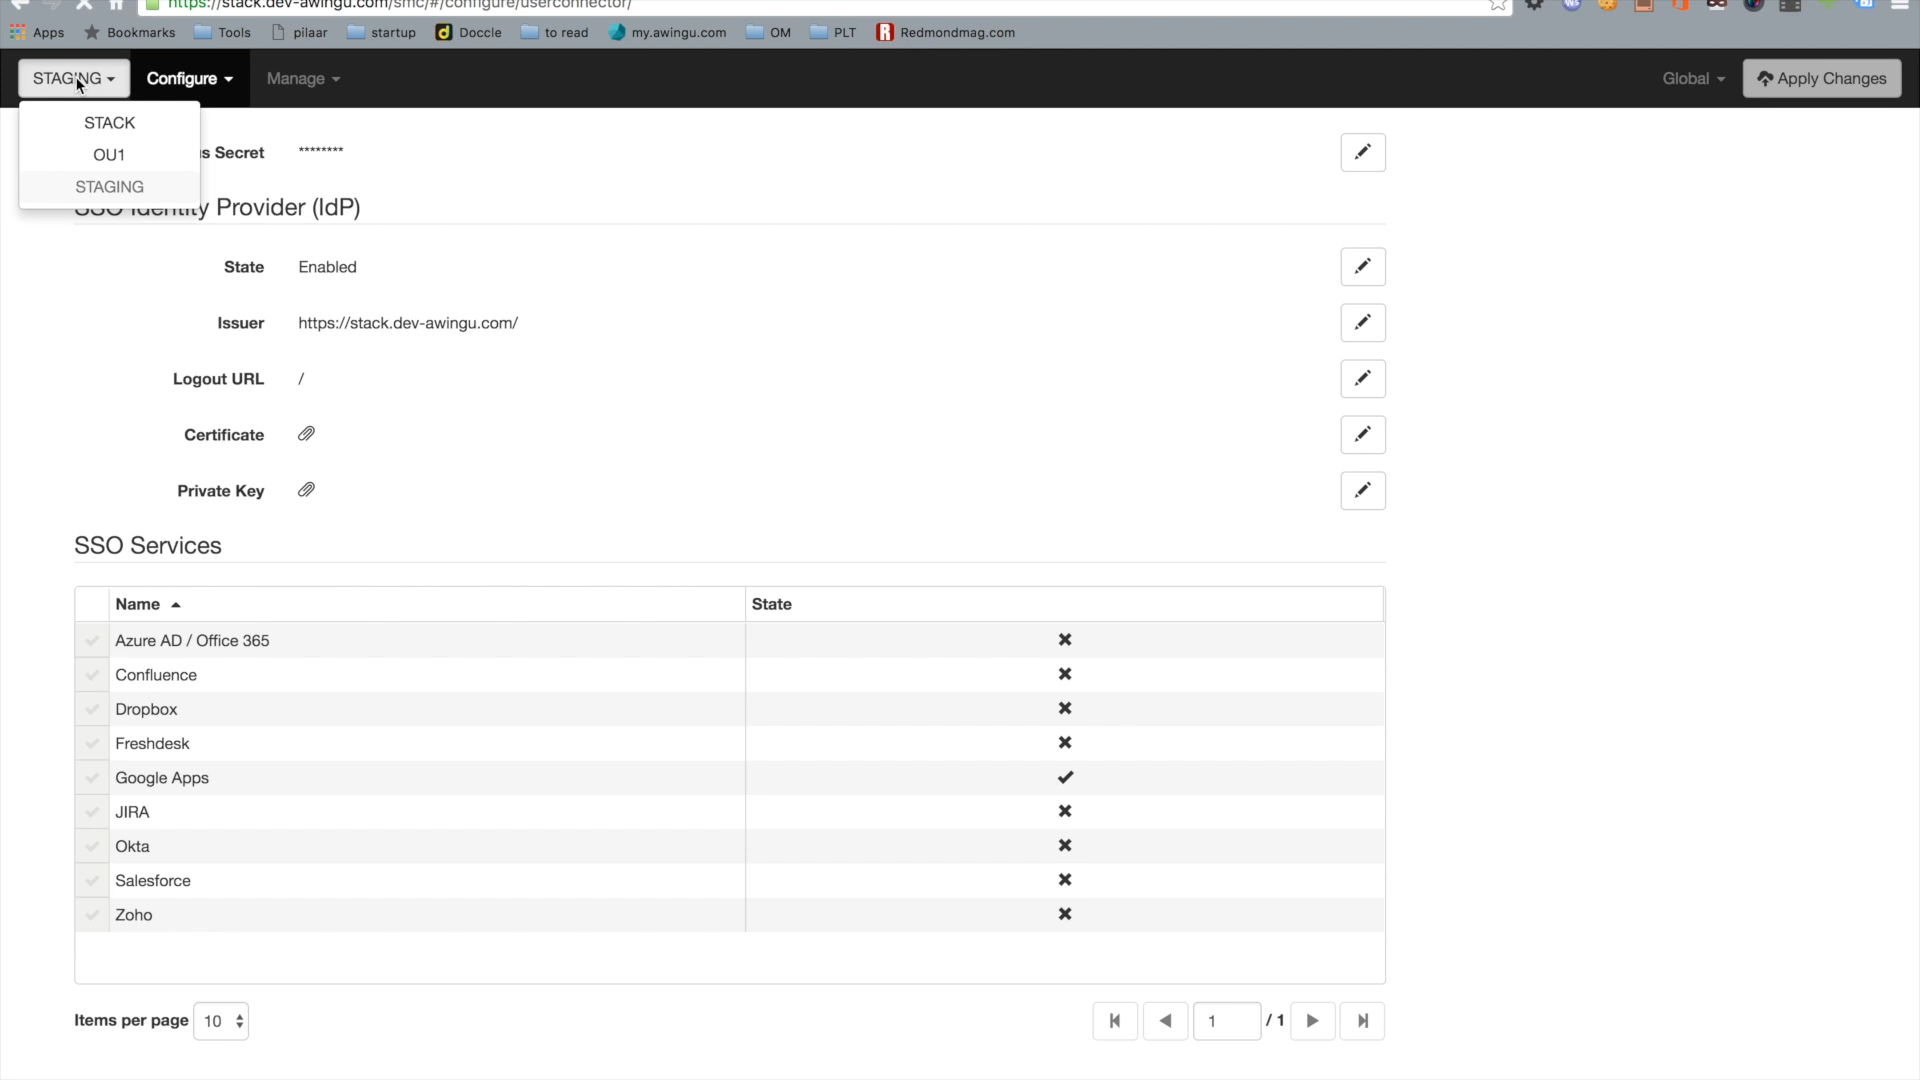 https://stack.dev-awingu.com/smc/#/configure/userconnector/
Apps Bookmarks Tools pilaar startup Doccle to read my.awingu.com OM PLT Redmondmag.com
STAGING Configure Manage Global Apply Changes
STACK
OU1
STAGING
s Secret ********
SSO Identity Provider (IdP)
State Enabled
Issuer https://stack.dev-awingu.com/
Logout URL /
Certificate
Private Key
SSO Services
Name State
Azure AD / Office 365
Confluence
Dropbox
Freshdesk
Google Apps
JIRA
Okta
Salesforce
Zoho
Items per page 10 1 / 1